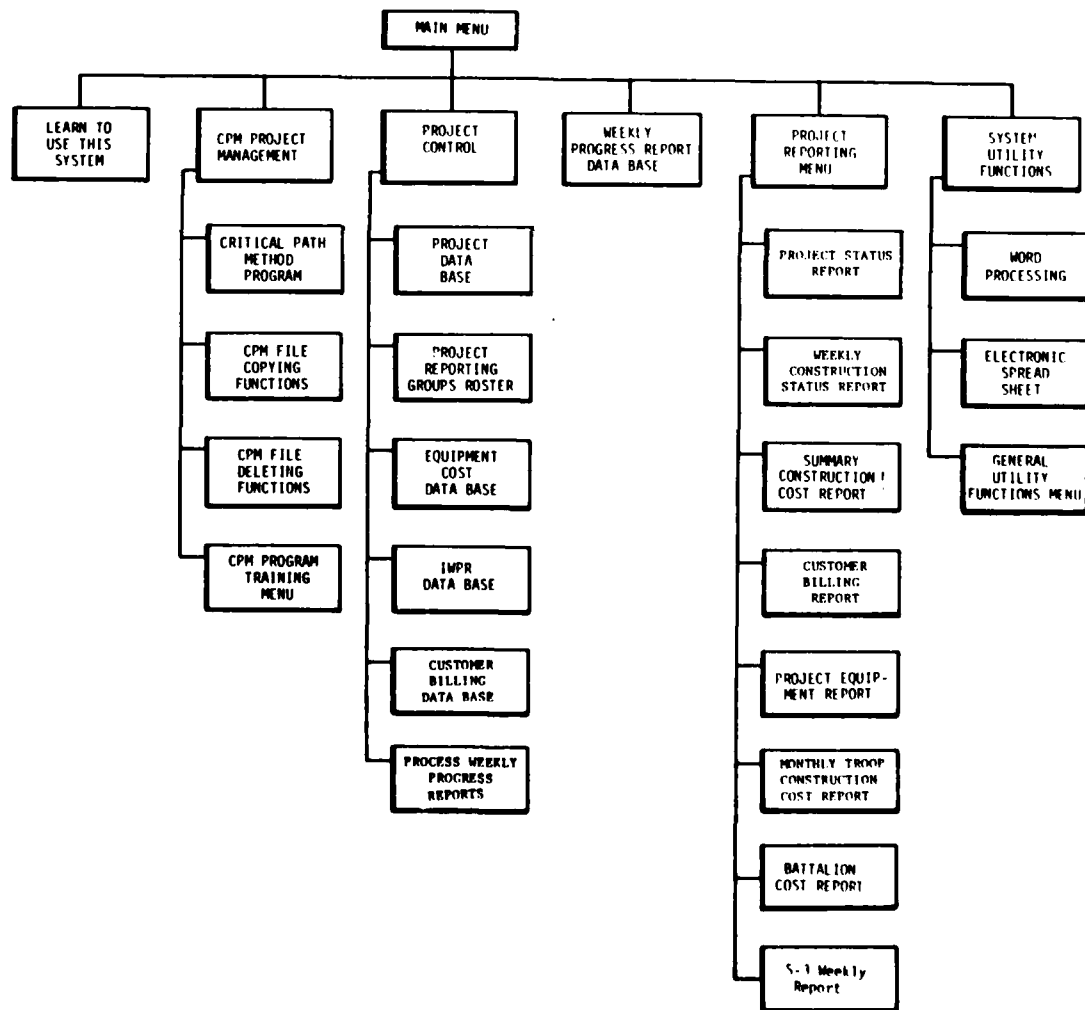 MAIN MENU
LEARN TO
USE THIS
SYSTEM
CPM PROJECT
MANAGEMENT
PROJECT
CONTROL
WEEKLY
PROGRESS REPORT
DATA BASE
PROJECT
REPORTING
MENU
SYSTEM
UTILITY
FUNCTIONS
CRITICAL PATH
METHOD
PROGRAM
CPM FILE
COPYING
FUNCTIONS
CPM FILE
DELETING
FUNCTIONS
CPM PROGRAM
TRAINING
MENU
PROJECT
DATA
BASE
PROJECT
REPORTING
GROUPS ROSTER
EQUIPMENT
COST
DATA BASE
IWPR
DATA BASE
CUSTOMER
BILLING
DATA BASE
PROCESS WEEKLY
PROGRESS
REPORTS
PROJECT STATUS
REPORT
WEEKLY
CONSTRUCTION
STATUS REPORT
SUMMARY
CONSTRUCTION
COST REPORT
CUSTOMER
BILLING
REPORT
PROJECT EQUIP-
MENT REPORT
MONTHLY TROOP
CONSTRUCTION
COST REPORT
BATTALION
COST REPORT
S-3 Weekly
Report
WORD
PROCESSING
ELECTRONIC
SPREAD
SHEET
GENERAL
UTILITY
FUNCTIONS MENU